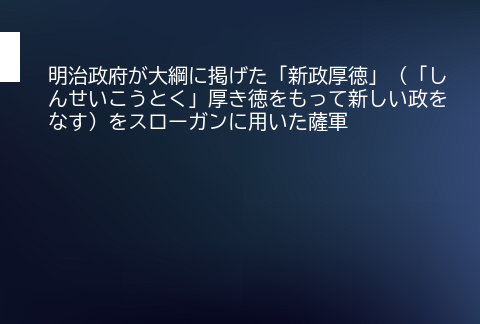 明治政府が大綱に掲げた「新政厚徳」（「し
んせいこうとく」厚き徳をもって新しい政を
なす）をスローガンに用いた薩軍